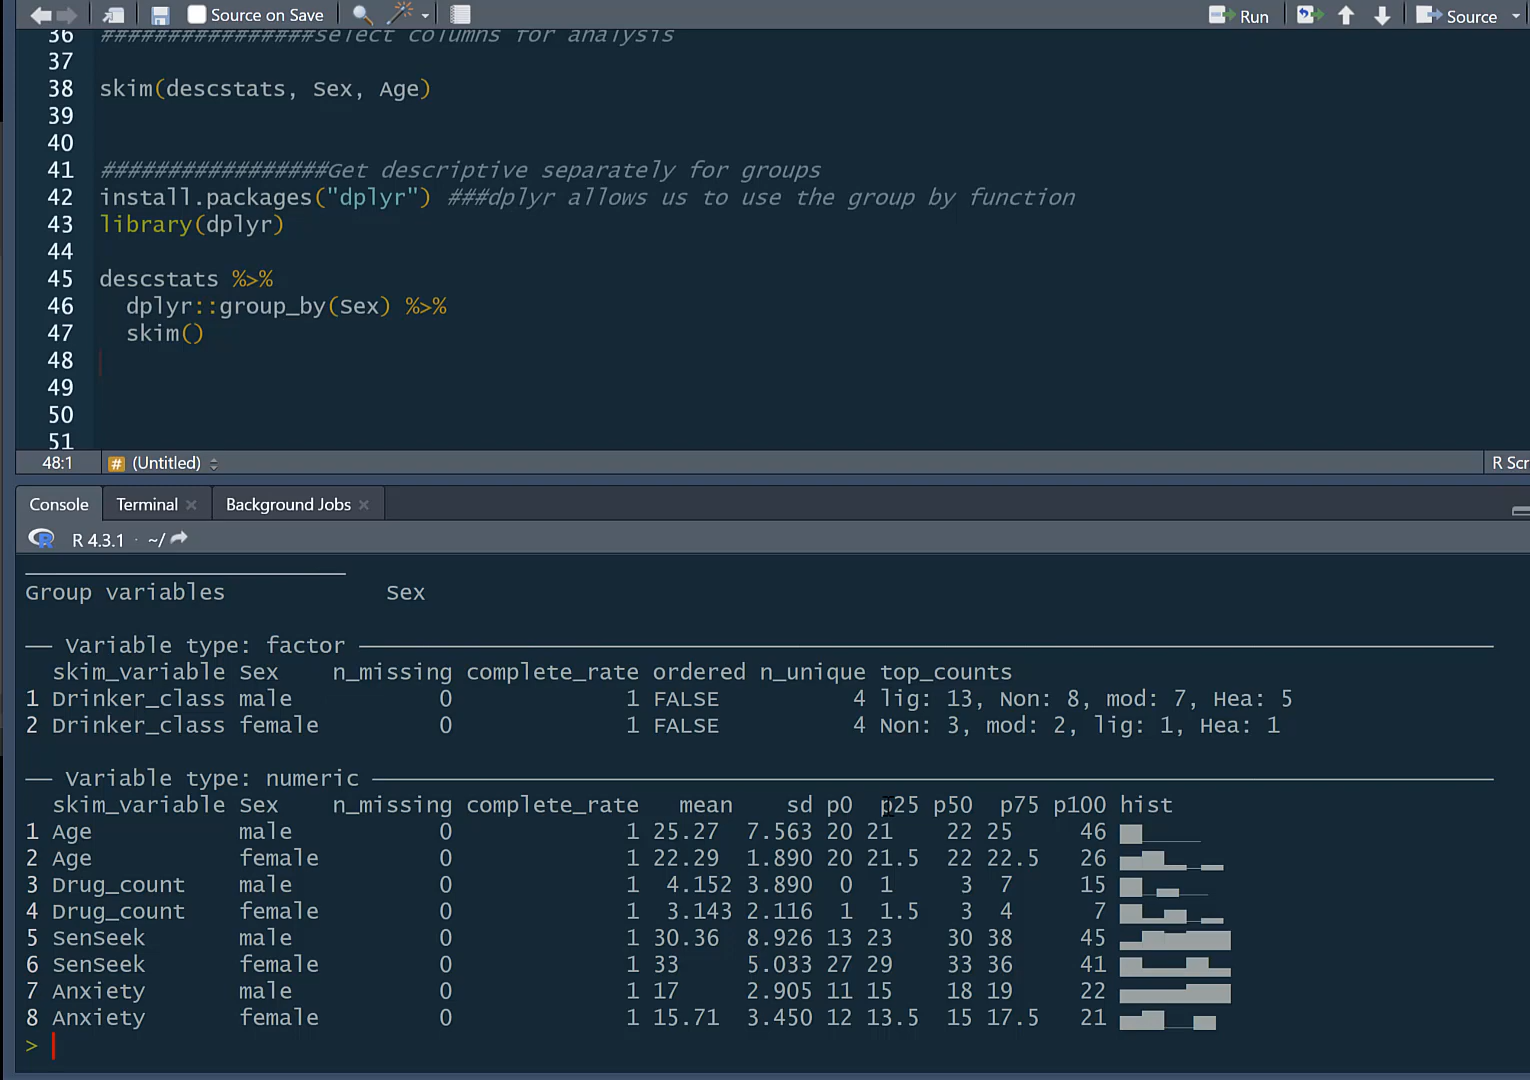 Source on Save Run Source
36 ################select columns for analysis
37
38 skim(descstats, Sex, Age)
39
40
41 #################Get descriptive separately for groups
42 install.packages("dplyr") ###dplyr allows us to use the group by function
43 library(dplyr)
44
45 descstats %>%
46 dplyr::group_by(Sex) %>%
47 skim()
48
49
50
51
48:1 # (Untitled) R Scr
Console Terminal Background Jobs
R R 4.3.1 · ~/
Group variables Sex
── Variable type: factor ──
skim_variable Sex n_missing complete_rate ordered n_unique top_counts
1 Drinker_class male 0 1 FALSE 4 lig: 13, Non: 8, mod: 7, Hea: 5
2 Drinker_class female 0 1 FALSE 4 Non: 3, mod: 2, lig: 1, Hea: 1
── Variable type: numeric ──
skim_variable Sex n_missing complete_rate mean sd p0 p25 p50 p75 p100 hist
1 Age male 0 1 25.27 7.563 20 21 22 25 46
2 Age female 0 1 22.29 1.890 20 21.5 22 22.5 26
3 Drug_count male 0 1 4.152 3.890 0 1 3 7 15
4 Drug_count female 0 1 3.143 2.116 1 1.5 3 4 7
5 SenSeek male 0 1 30.36 8.926 13 23 30 38 45
6 SenSeek female 0 1 33 5.033 27 29 33 36 41
7 Anxiety male 0 1 17 2.905 11 15 18 19 22
8 Anxiety female 0 1 15.71 3.450 12 13.5 15 17.5 21
>